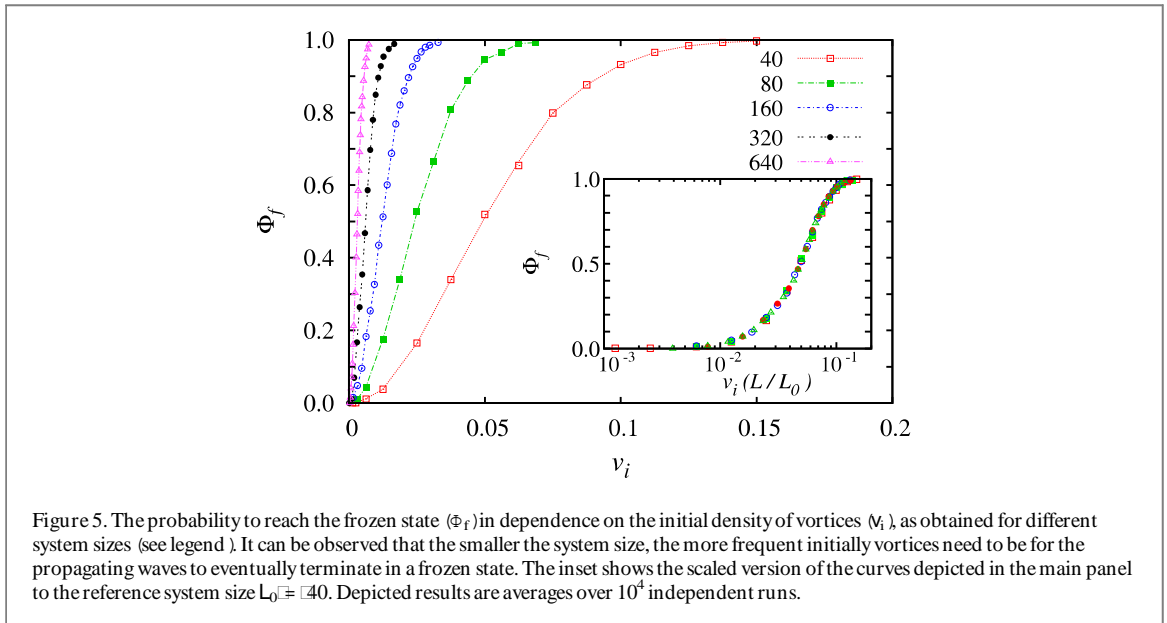 1.0
0.8
0.6
0.4
0.2
0.0
Φf
0
0.05
0.1
0.15
0.2
vi
40
80
160
320
640
1.0
0.5
0.0
Φf
10-3
10-2
10-1
vi (L / L0 )
Figure 5. The probability to reach the frozen state (Φf) in dependence on the initial density of vortices (vi), as obtained for different
system sizes (see legend ). It can be observed that the smaller the system size, the more frequent initially vortices need to be for the
propagating waves to eventually terminate in a frozen state. The inset shows the scaled version of the curves depicted in the main panel
to the reference system size L0 = 40. Depicted results are averages over 104 independent runs.